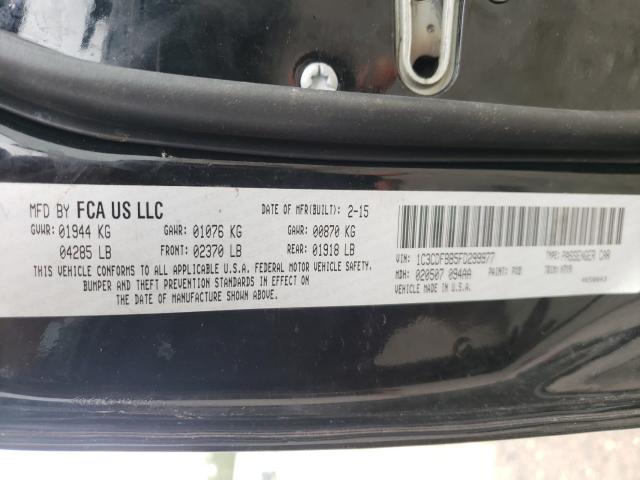 MFD BY FCA US LLC
DATE OF MFR(BUILT): 2-15
GVWR: 01944 KG
GAWR: 01076 KG
GAWR: 00870 KG
04285 LB
FRONT: 02370 LB
REAR: 01918 LB
THIS VEHICLE CONFORMS TO ALL APPLICABLE U.S.A. FEDERAL MOTOR VEHICLE SAFETY,
BUMPER AND THEFT PREVENTION STANDARDS IN EFFECT ON
THE DATE OF MANUFACTURE SHOWN ABOVE.
VIN: 1C3CDFBB5FD299977
TYPE: PASSENGER CAR
MDH: 020507 094AA
PAINT: PXB
TRIM:
VEHICLE MADE IN: U.S.A.